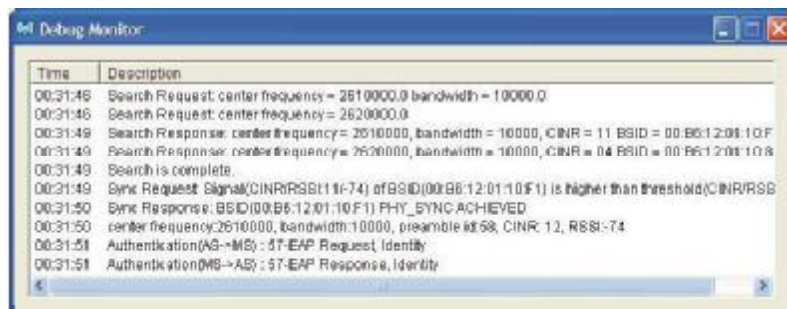 Debug Monitor
Time Description
00:31:46 Search Request: center frequency = 2610000.0 bandwidth = 10000.0
00:31:46 Search Request: center frequency = 2620000.0
00:31:49 Search Response: center frequency = 2610000, bandwidth = 10000, CINR = 11 BSID = 00:B6:12:01:10:F
00:31:49 Search Response: center frequency = 2620000, bandwidth = 10000, CINR = 04 BSID = 00:B6:12:01:10:8
00:31:49 Search is complete.
00:31:49 Sync Request: Signal(CINR/RSSI:11/-74) of BSID(00:B6:12:01:10:F1) is higher than threshold(CINR/RSS
00:31:50 Sync Response: BSID(00:B6:12:01:10:F1) PHY_SYNC ACHIEVED
00:31:50 center frequency:2610000, bandwidth:10000, preamble id:58, CINR: 12, RSSI:-74
00:31:51 Authentication(AS->MS) : 57-EAP Request, Identity
00:31:51 Authentication(MS->AS) : 57-EAP Response, Identity